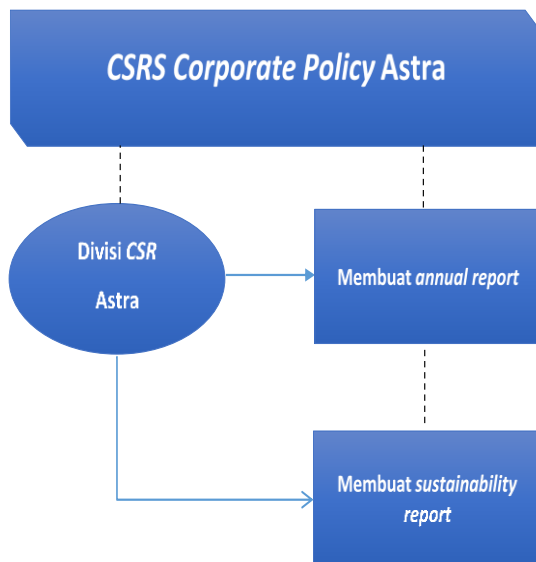 CSRS Corporate Policy Astra
Divisi CSR
Astra
Membuat annual report
Membuat sustainability
report